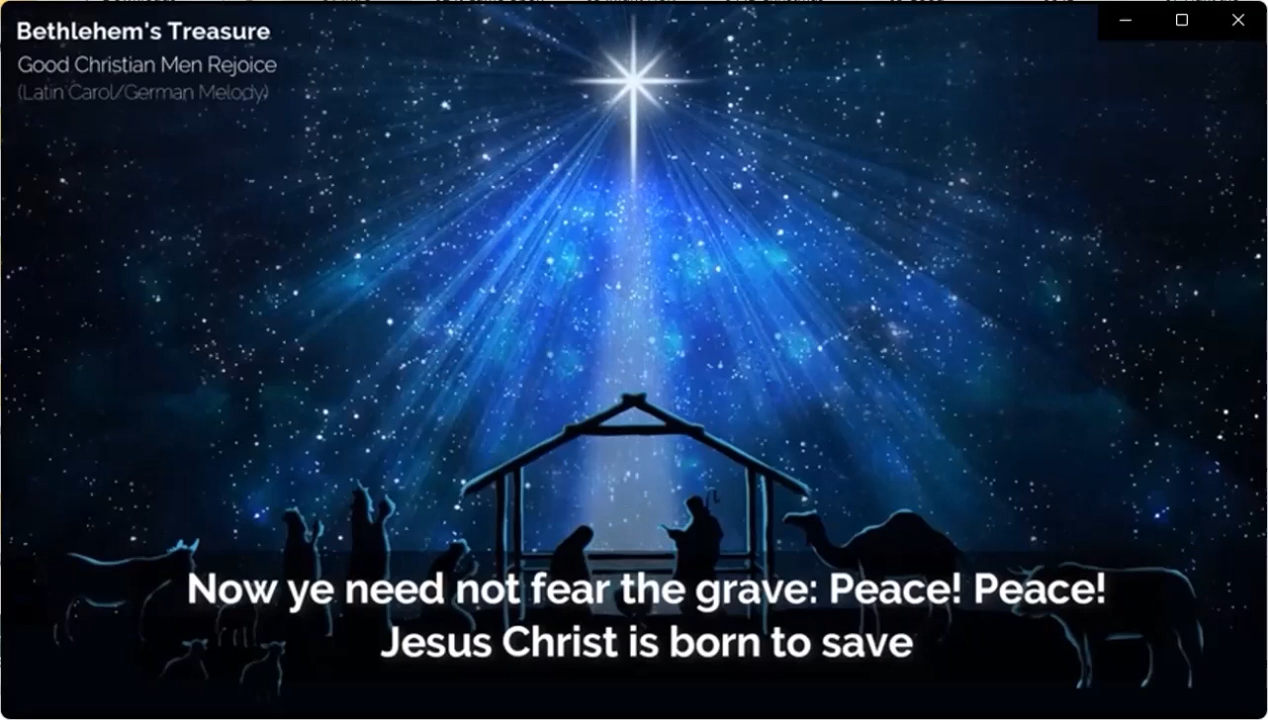 Bethlehem's Treasure
Good Christian Men Rejoice
(Latin Carol/German Melody)
Now ye need not fear the grave: Peace! Peace!
Jesus Christ is born to save